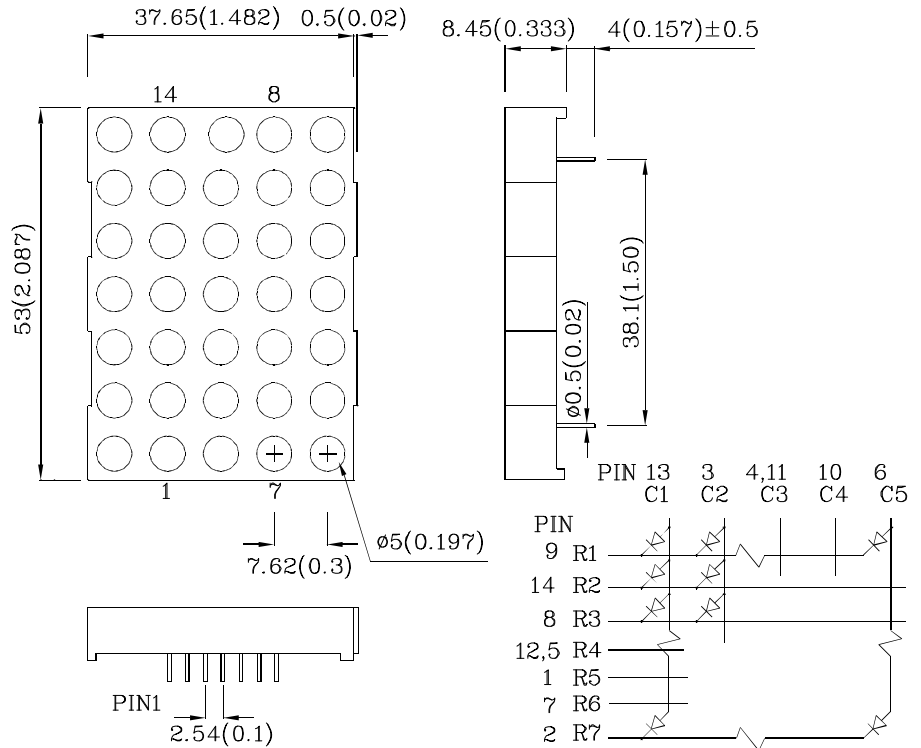 37.65(1.482) 0.5(0.02)
8.45(0.333) 4(0.157)±0.5
14 8
53(2.087)
38.1(1.50)
ø0.5(0.02)
1 7
ø5(0.197)
7.62(0.3)
PIN1
2.54(0.1)
PIN 13 3 4,11 10 6
C1 C2 C3 C4 C5
PIN
9 R1
14 R2
8 R3
12,5 R4
1 R5
7 R6
2 R7